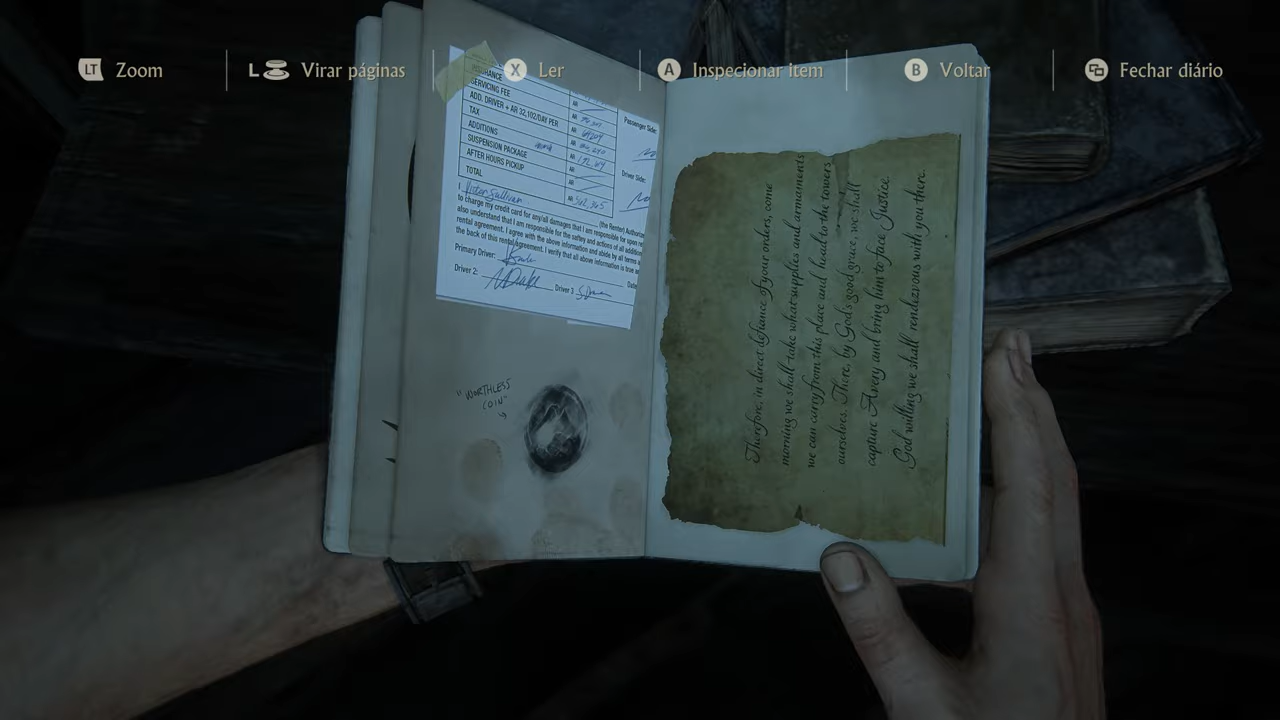 LT Zoom
L Virar páginas
X Ler
A Inspecionar item
B Voltar
Fechar diário
INSURANCE
SERVICING FEE
ADD. DRIVER + AR 32,102/DAY PER
TAX
ADDITIONS
SUSPENSION PACKAGE
AFTER HOURS PICKUP
TOTAL
Passenger Side:
Driver Side:
I Victor Sullivan (the Renter) Authorize
to charge my credit card for any/all damages that I am responsible for upon
also understand that I am responsible for the safety and actions of all
rental agreement. I agree with the above information and abide by all terms
the back of this rental agreement. I verify that all above information is true
Primary Driver:
Driver 2: NDrake Driver 3
"WORTHLESS
COIN"
Therefore, in direct defiance of your orders, come
morning we shall take what supplies and armaments
we can carry from this place and head to the towers
ourselves. There, by God's good grace, we shall
capture Avery and bring him to face Justice.
God willing we shall rendezvous with you there.